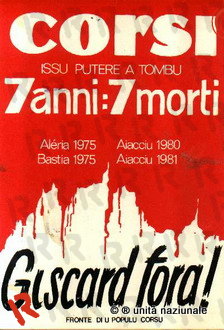 CORSI
ISSU PUTERE A TOMBU
7anni:7morti
Aléria 1975 Aiacciu 1980
Bastia 1975 Aiacciu 1981
Giscard fora!
© ® unità naziunale
FRONTE DI U POPULU CORSU